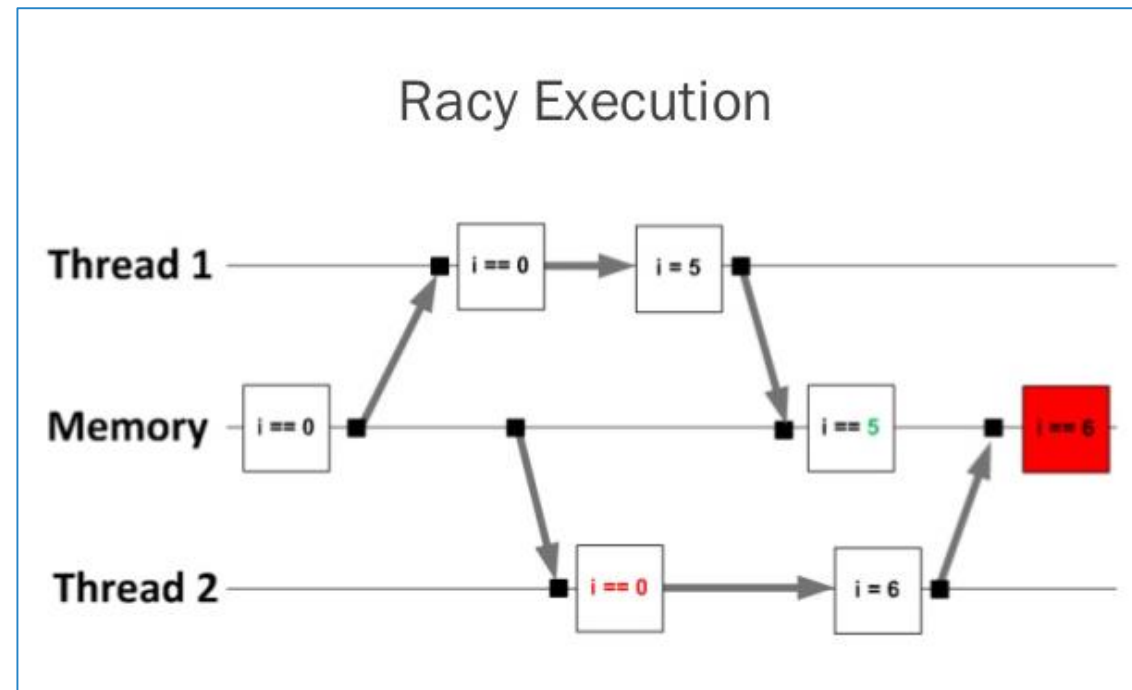 Racy Execution
Thread 1
i == 0
i = 5
Memory
i == 0
i == 5
i == 6
Thread 2
i == 0
i = 6